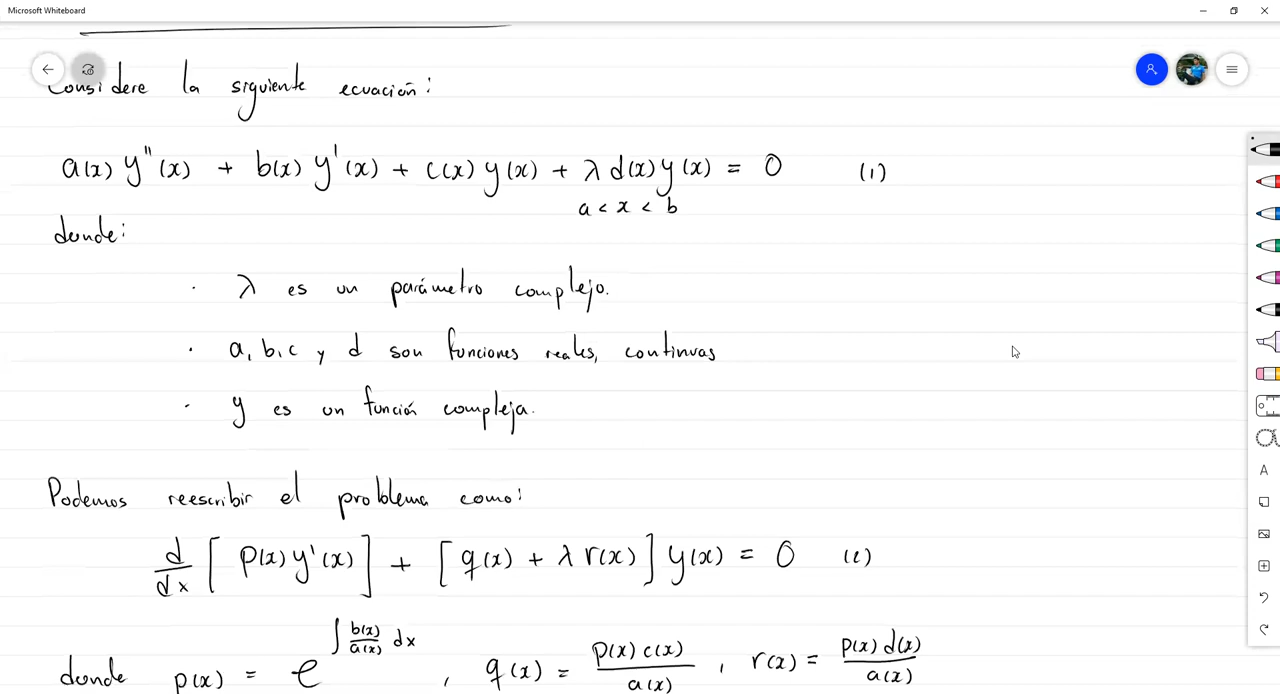 Microsoft Whiteboard
Considere la siguiente ecuación:
a(x) y''(x) + b(x) y'(x) + c(x) y(x) + λ d(x) y(x) = 0 (1)
a < x < b
donde:
· λ es un parámetro complejo.
· a, b, c y d son funciones reales, continuas
· y es un función compleja.
Podemos reescribir el problema como:
d/dx [ p(x) y'(x) ] + [ q(x) + λ r(x) ] y(x) = 0 (2)
donde p(x) = e^{∫ b(x)/a(x) dx}, q(x) = p(x) c(x) / a(x), r(x) = p(x) d(x) / a(x)